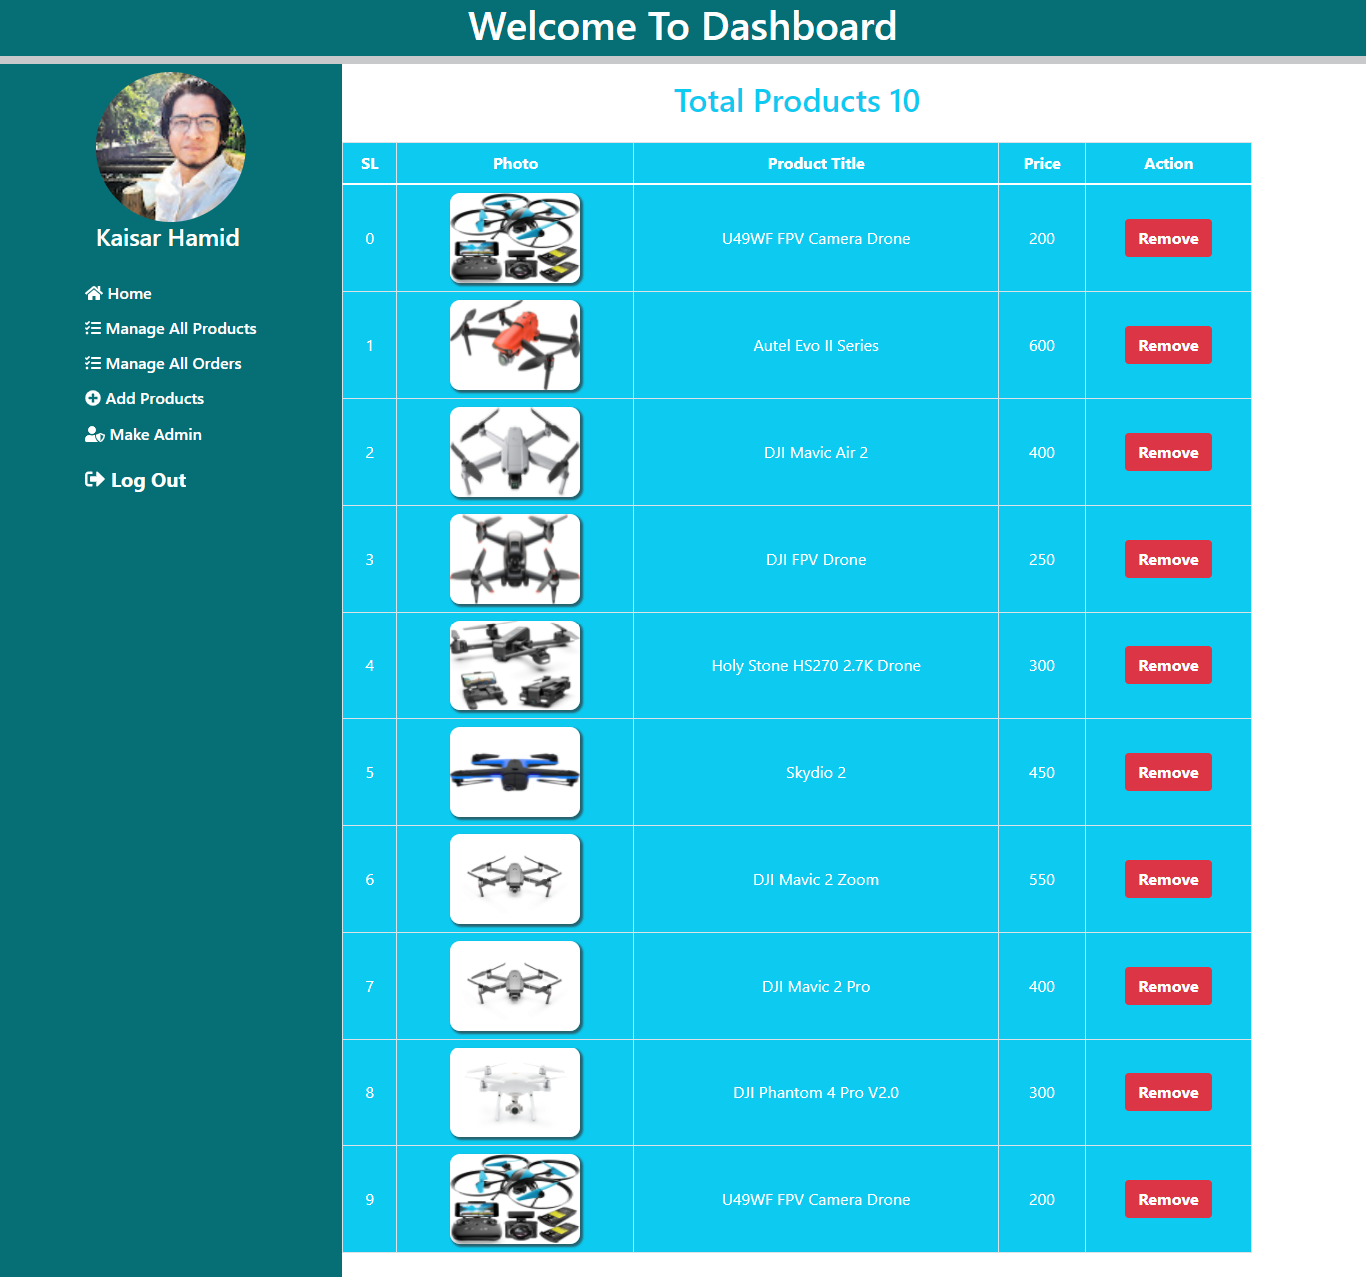 Welcome To Dashboard
Kaisar Hamid
Home
Manage All Products
Manage All Orders
Add Products
Make Admin
Log Out
Total Products 10
SL Photo Product Title Price Action
0 U49WF FPV Camera Drone 200 Remove
1 Autel Evo II Series 600 Remove
2 DJI Mavic Air 2 400 Remove
3 DJI FPV Drone 250 Remove
4 Holy Stone HS270 2.7K Drone 300 Remove
5 Skydio 2 450 Remove
6 DJI Mavic 2 Zoom 550 Remove
7 DJI Mavic 2 Pro 400 Remove
8 DJI Phantom 4 Pro V2.0 300 Remove
9 U49WF FPV Camera Drone 200 Remove